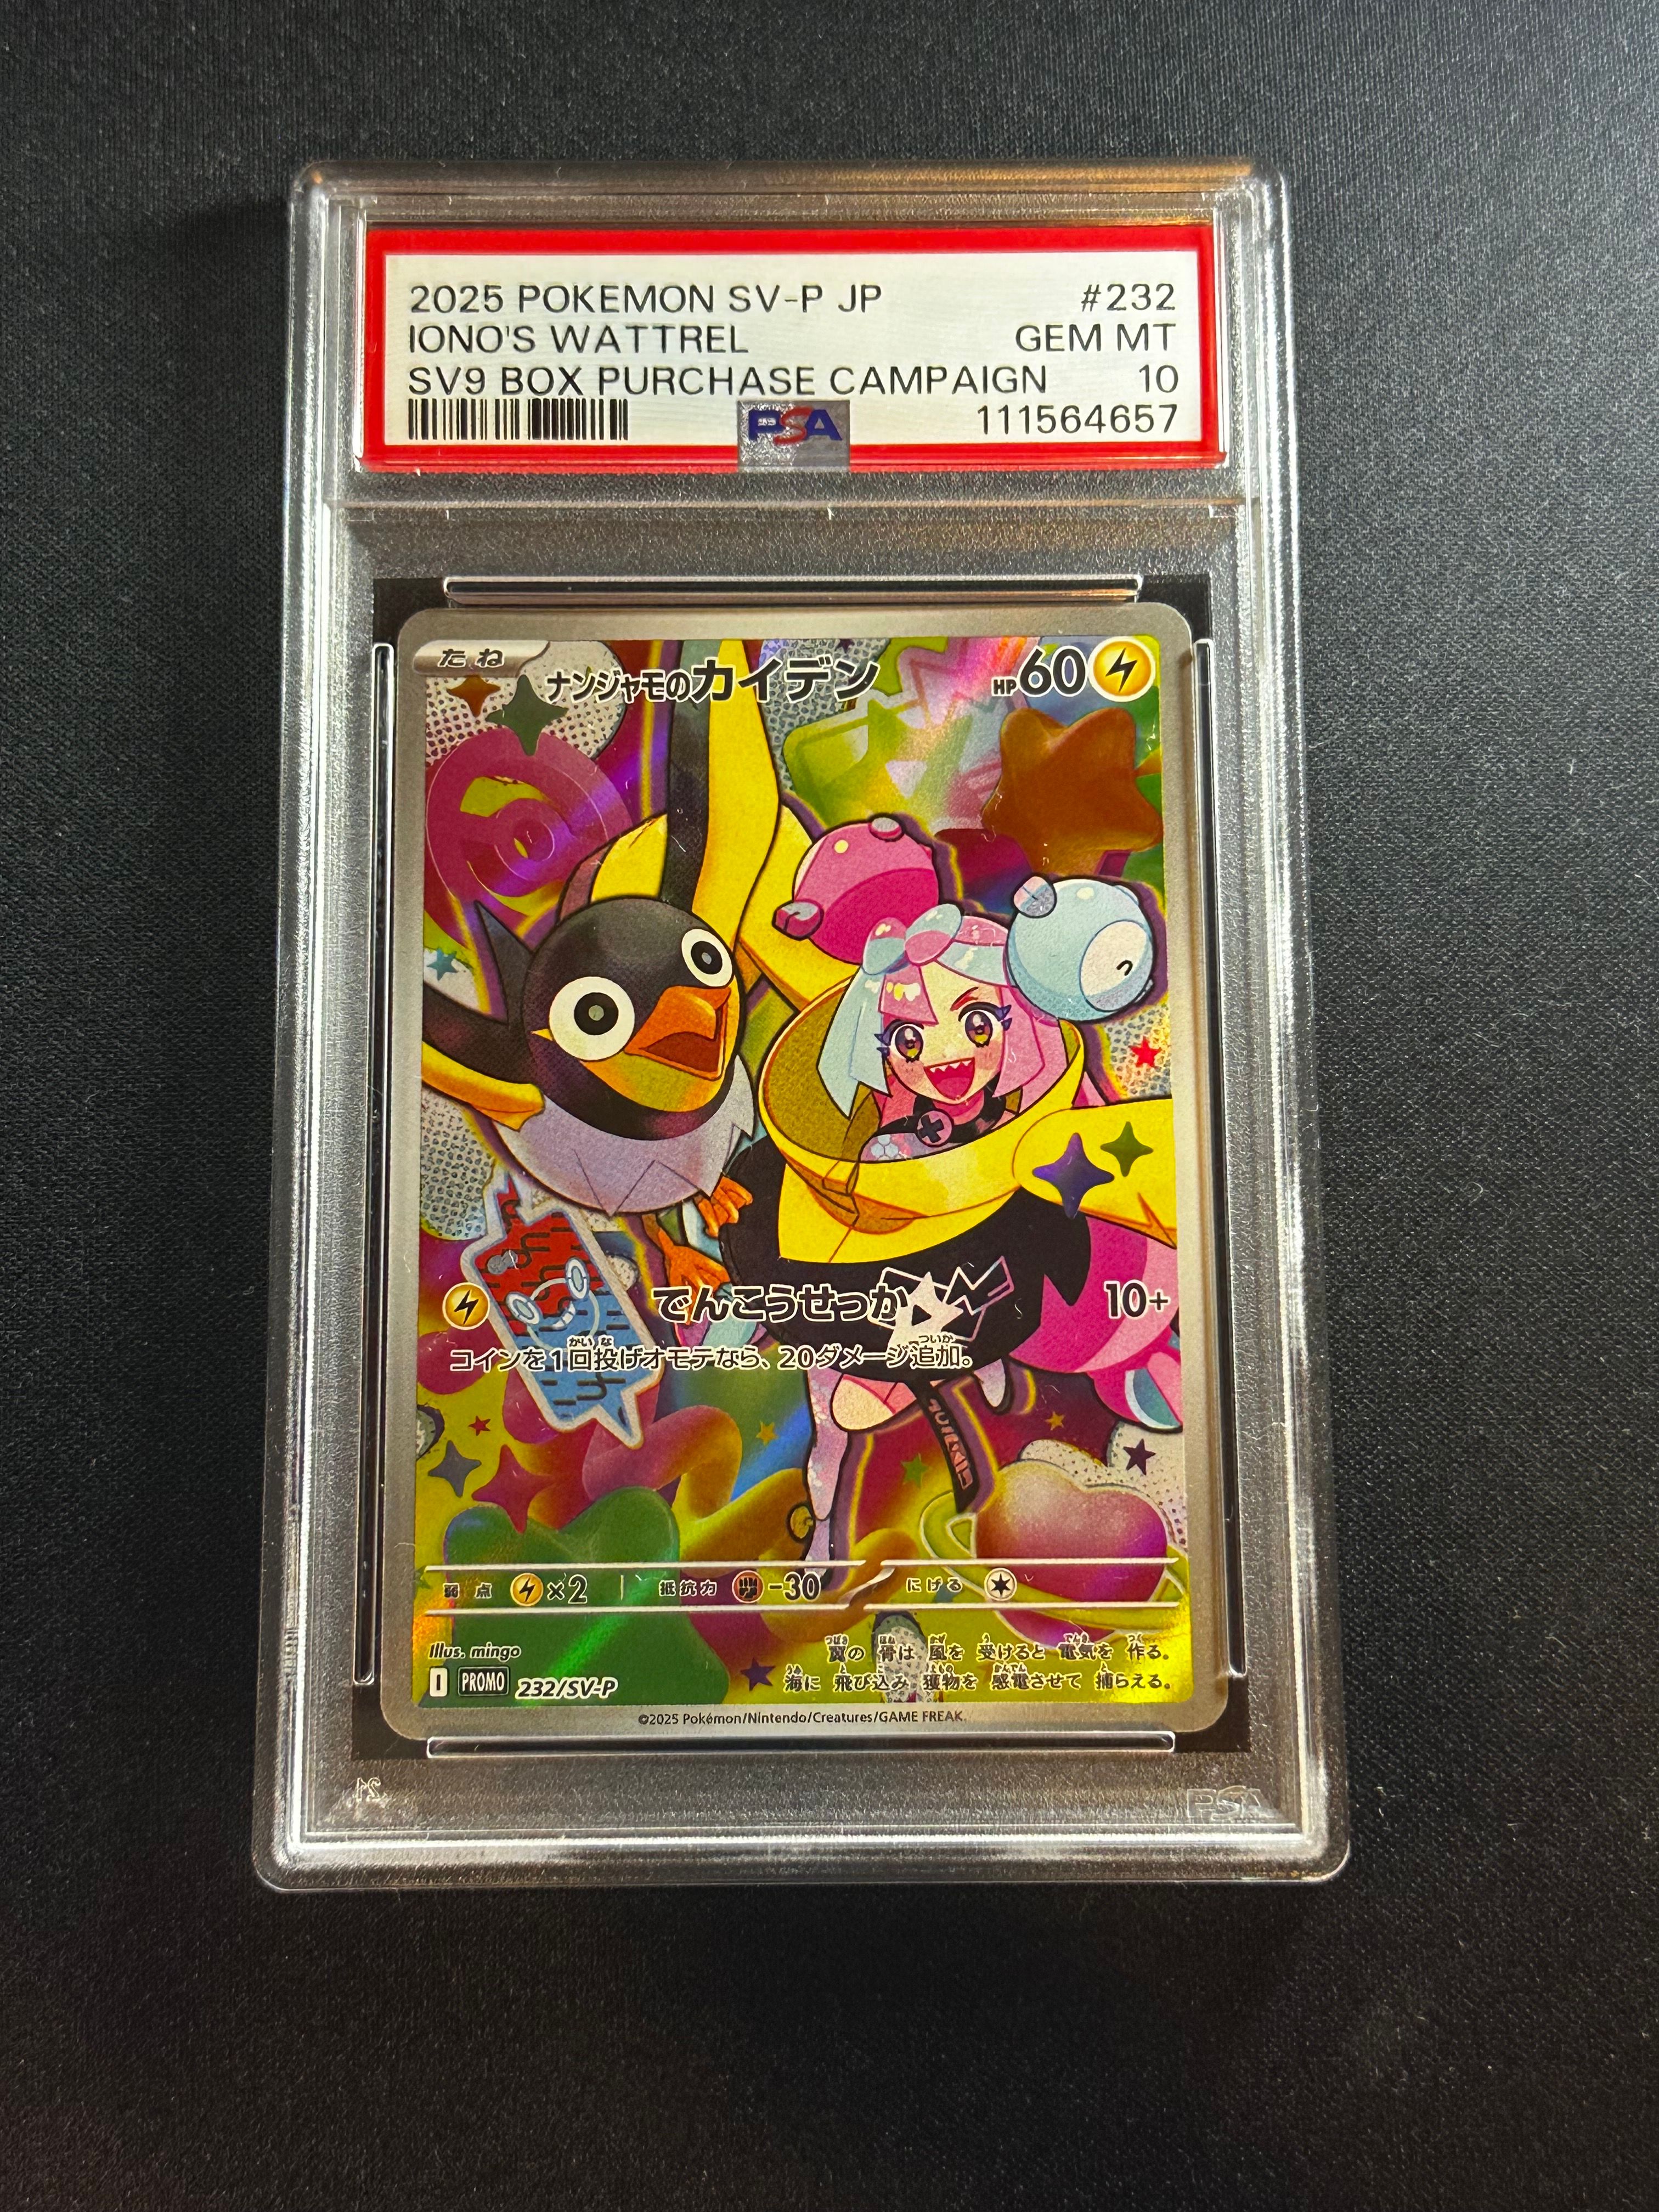 2025 POKEMON SV-P JP #232
IONO'S WATTREL GEM MT
SV9 BOX PURCHASE CAMPAIGN 10
PSA 111564657
たね ナンジャモのカイデン HP60
でんこうせっか 10+
コインを1回投げオモテなら、20ダメージ追加。
弱点 ×2 抵抗力 -30 にげる
Illus. mingo
翼の骨は風を受けると電気を作る。
海に飛び込み獲物を感電させて捕らえる。
I PROMO 232/SV-P
©2025 Pokémon/Nintendo/Creatures/GAME FREAK.
PSA